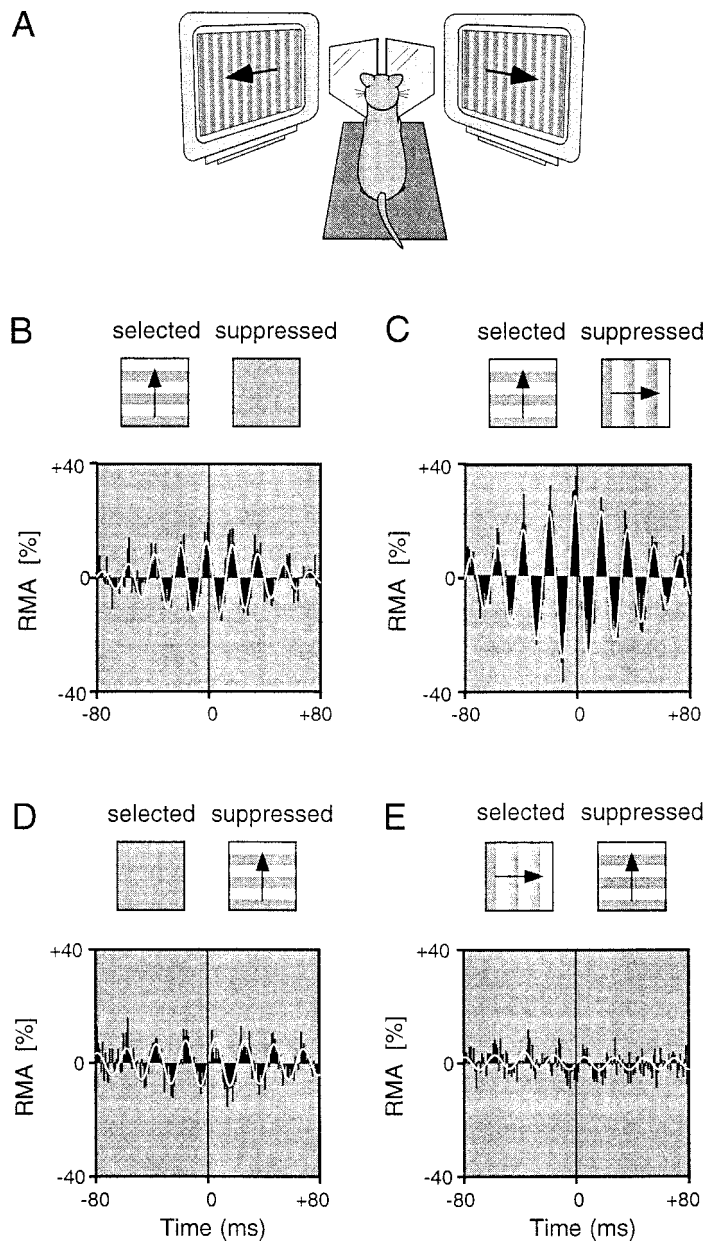 A
B
selected suppressed
C
selected suppressed
+40
RMA [%]
0
-40
-80 0 +80
+40
RMA [%]
0
-40
-80 0 +80
D
selected suppressed
E
selected suppressed
+40
RMA [%]
0
-40
-80 0 +80
Time (ms)
+40
RMA [%]
0
-40
-80 0 +80
Time (ms)